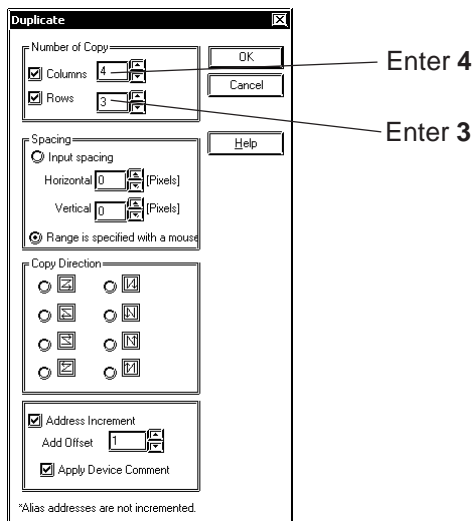 Duplicate
Number of Copy
Columns 4
Rows 3
OK
Cancel
Help
Enter 4
Enter 3
Spacing
Input spacing
Horizontal 0 [Pixels]
Vertical 0 [Pixels]
Range is specified with a mouse
Copy Direction
Address Increment
Add Offset 1
Apply Device Comment
*Alias addresses are not incremented.